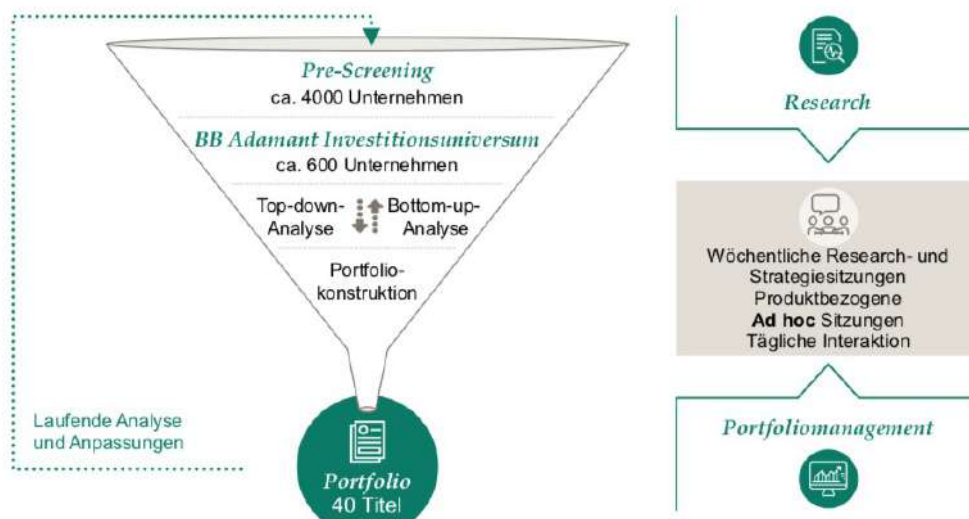 Pre-Screening
ca. 4000 Unternehmen
BB Adamant Investitionsuniversum
ca. 600 Unternehmen
Top-down-
Analyse
Bottom-up-
Analyse
Portfolio-
konstruktion
Laufende Analyse
und Anpassungen
Portfolio
40 Titel
Research
Wöchentliche Research- und
Strategiesitzungen
Produktbezogene
Ad hoc Sitzungen
Tägliche Interaktion
Portfoliomanagement